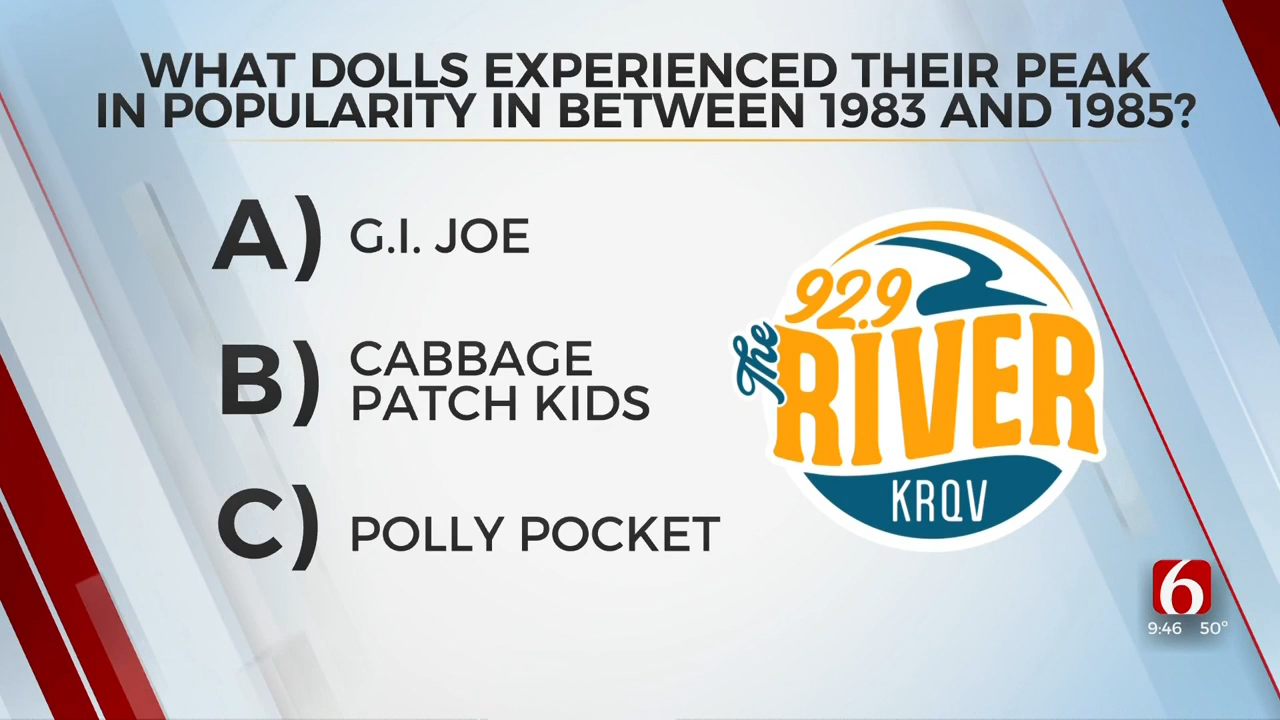 WHAT DOLLS EXPERIENCED THEIR PEAK
IN POPULARITY IN BETWEEN 1983 AND 1985?
A) G.I. JOE
B) CABBAGE
PATCH KIDS
C) POLLY POCKET
92.9
The
RIVER
KRQV
6
9:46 50°